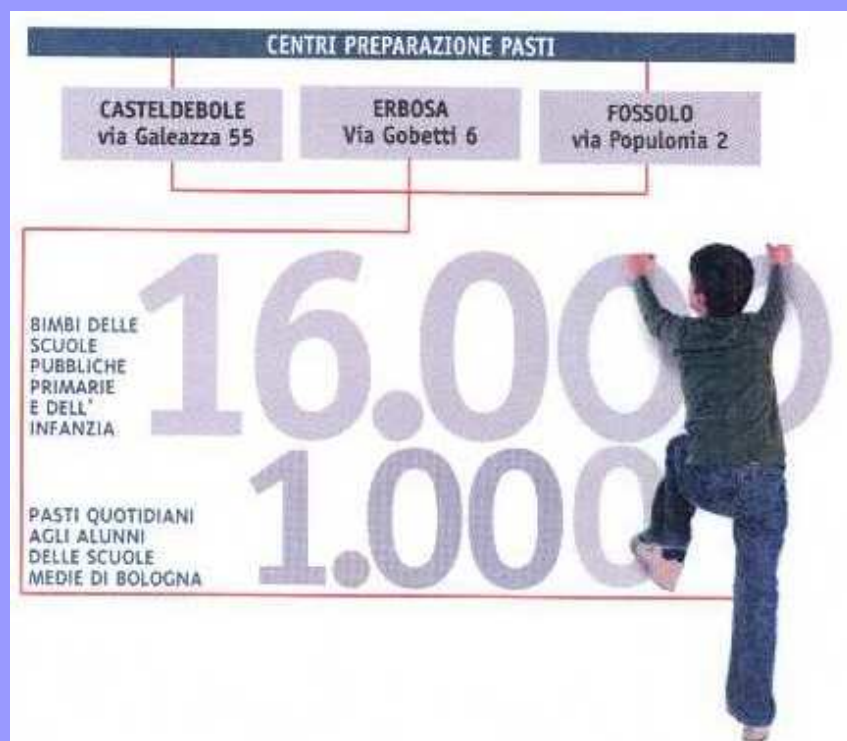 CENTRI PREPARAZIONE PASTI
CASTELDEBOLE
via Galeazza 55
ERBOSA
Via Gobetti 6
FOSSOLO
via Populonia 2
BIMBI DELLE
SCUOLE
PUBBLICHE
PRIMARIE
E DELL'
INFANZIA
16.000
PASTI QUOTIDIANI
AGLI ALUNNI
DELLE SCUOLE
MEDIE DI BOLOGNA
1.000